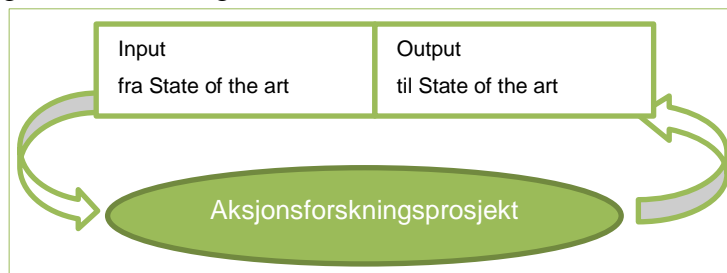 Input
fra State of the art
Output
til State of the art
Aksjonsforskningsprosjekt